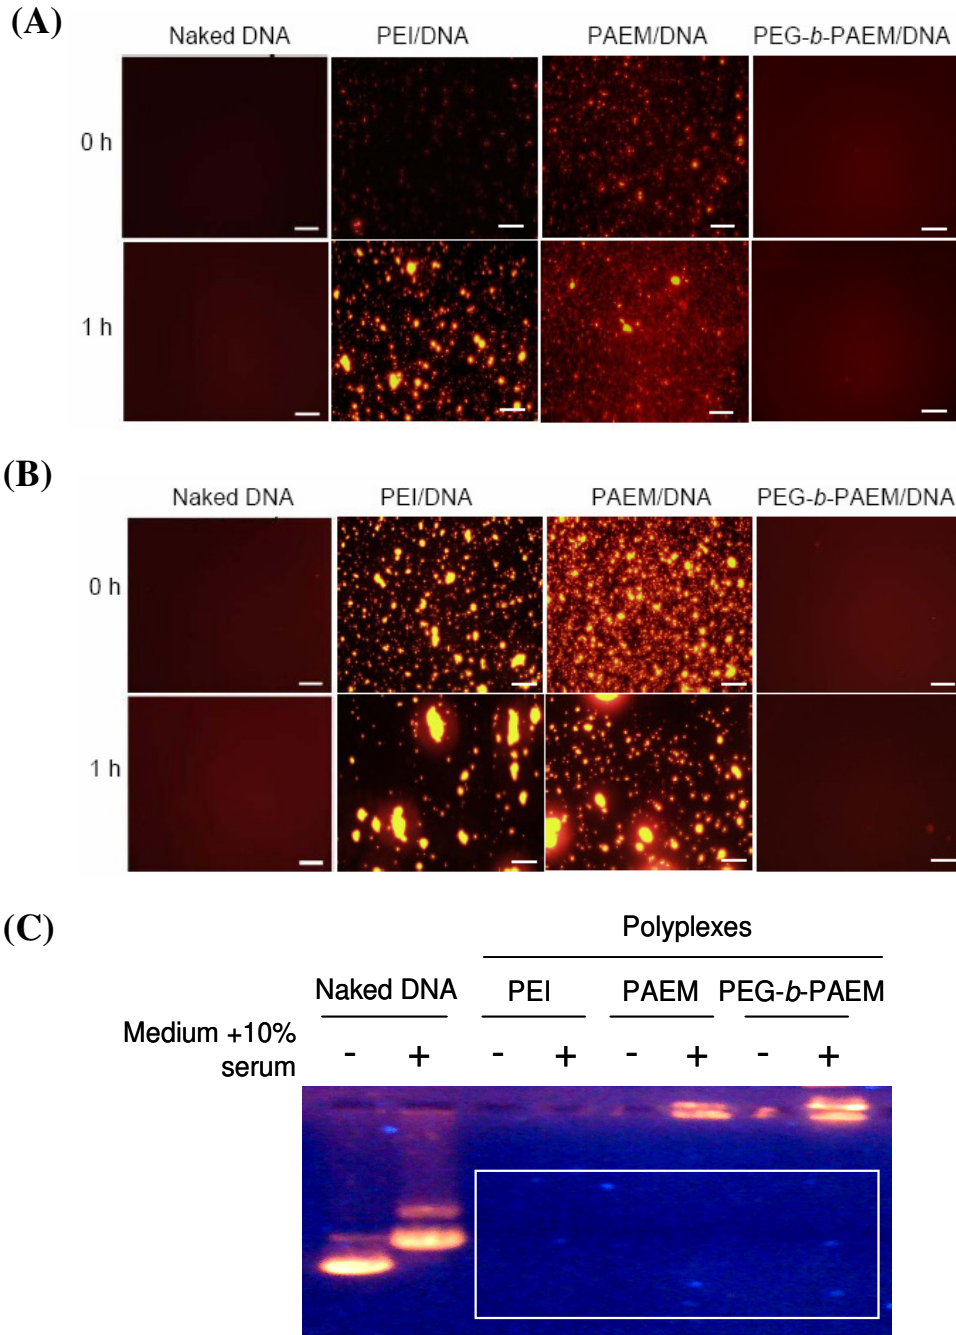 (A)
Naked DNA PEI/DNA PAEM/DNA PEG-b-PAEM/DNA
0 h
1 h
(B)
Naked DNA PEI/DNA PAEM/DNA PEG-b-PAEM/DNA
0 h
1 h
(C)
Polyplexes
Naked DNA PEI PAEM PEG-b-PAEM
Medium +10%
serum
- + - + - + - +